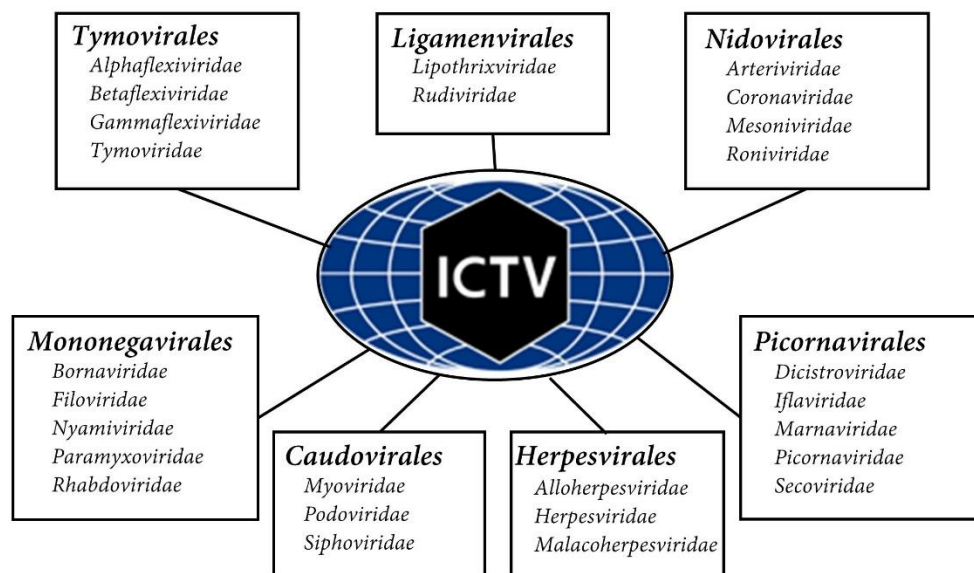 Tymovirales
Alphaflexiviridae
Betaflexiviridae
Gammaflexiviridae
Tymoviridae
Ligamenvirales
Lipothrixviridae
Rudiviridae
Nidovirales
Arteriviridae
Coronaviridae
Mesoniviridae
Roniviridae
ICTV
Mononegavirales
Bornaviridae
Filoviridae
Nyamiviridae
Paramyxoviridae
Rhabdoviridae
Caudovirales
Myoviridae
Podoviridae
Siphoviridae
Herpesvirales
Alloherpesviridae
Herpesviridae
Malacoherpesviridae
Picornavirales
Dicistroviridae
Iflaviridae
Marnaviridae
Picornaviridae
Secoviridae